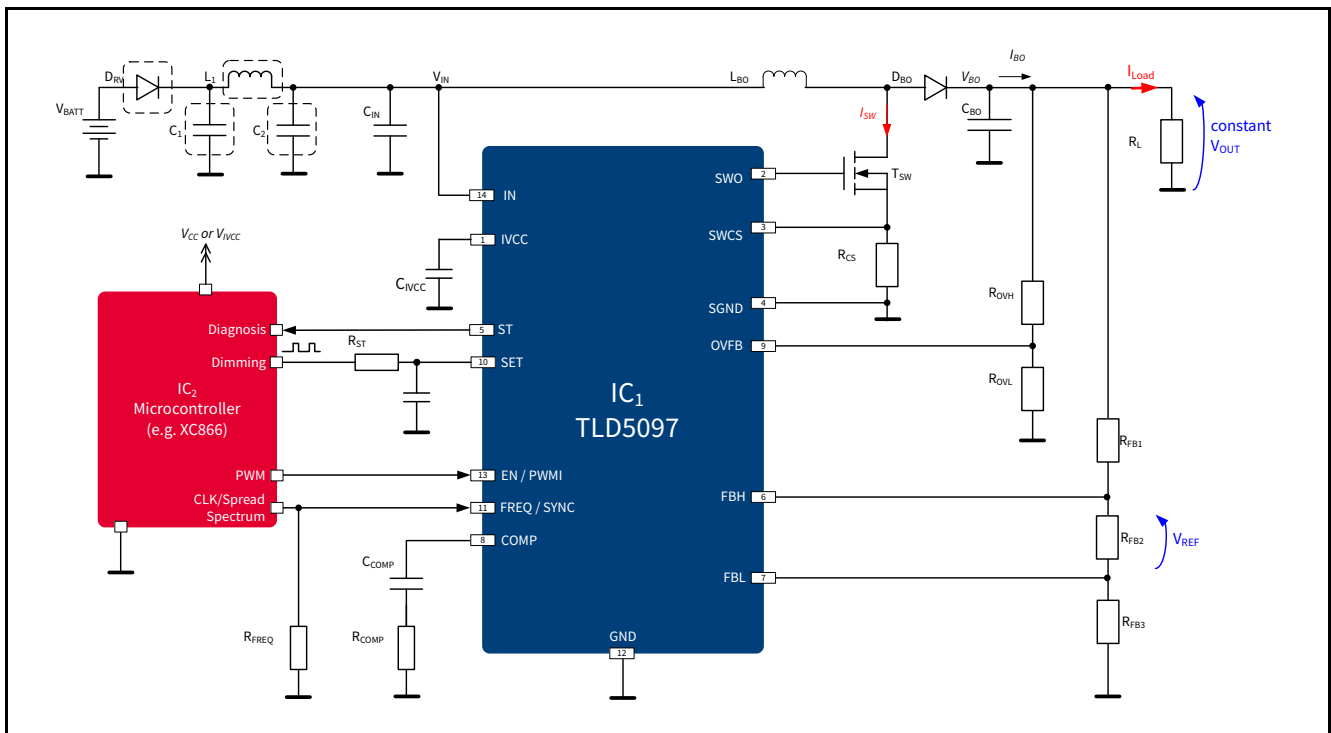 D_RV
L_1
V_IN
L_BO
D_BO
V_BO
I_BO
I_Load
V_BATT
C_1
C_2
C_IN
I_SW
C_BO
R_L
constant
V_OUT
SWO
2
T_SW
14
IN
SWCS
3
V_CC or V_IVCC
1
IVCC
R_CS
C_IVCC
R_OVH
SGND
4
Diagnosis
5
ST
R_ST
OVFB
9
Dimming
10
SET
R_OVL
IC_2
Microcontroller
(e.g. XC866)
IC_1
TLD5097
R_FB1
PWM
13
EN / PWMI
CLK/Spread
Spectrum
11
FREQ / SYNC
FBH
6
8
COMP
R_FB2
V_REF
C_COMP
FBL
7
R_FB3
R_FREQ
R_COMP
GND
12